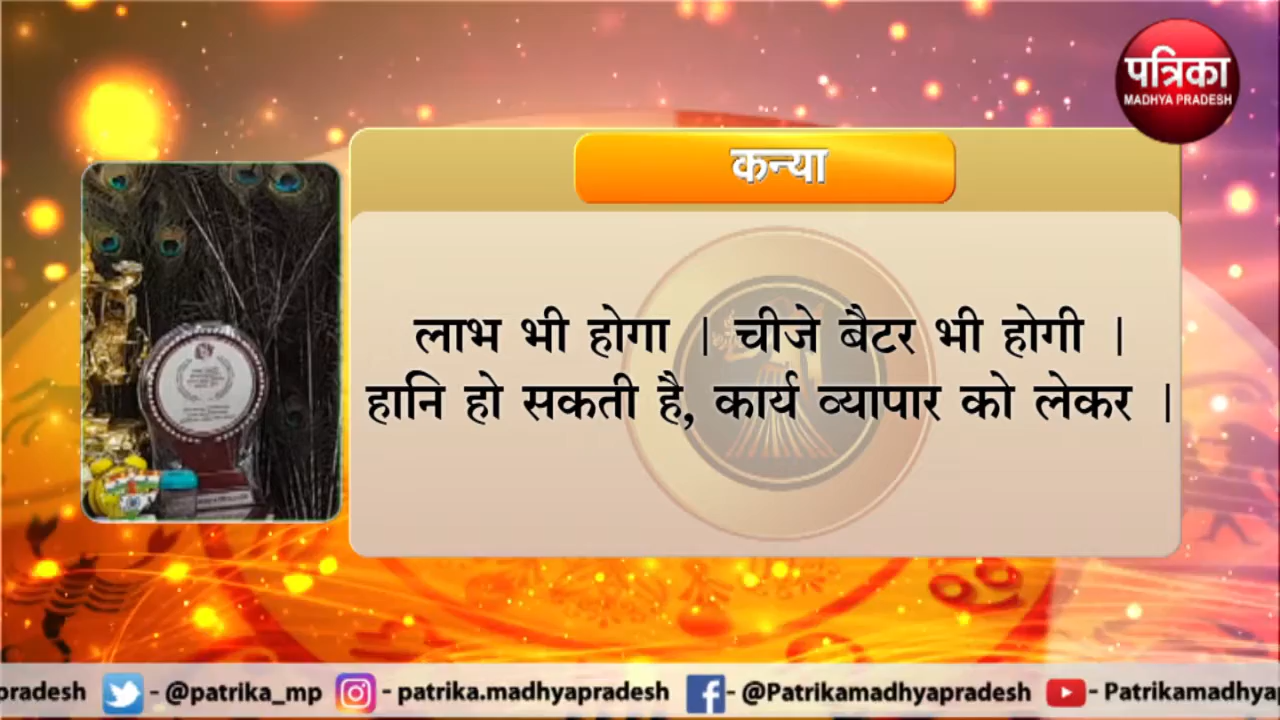 पत्रिका
MADHYA PRADESH
कन्या
लाभ भी होगा | चीजे बैटर भी होगी |
हानि हो सकती है, कार्य व्यापार को लेकर |
pradesh - @patrika_mp - patrika.madhyapradesh - @Patrikamadhyapradesh - Patrikamadhya